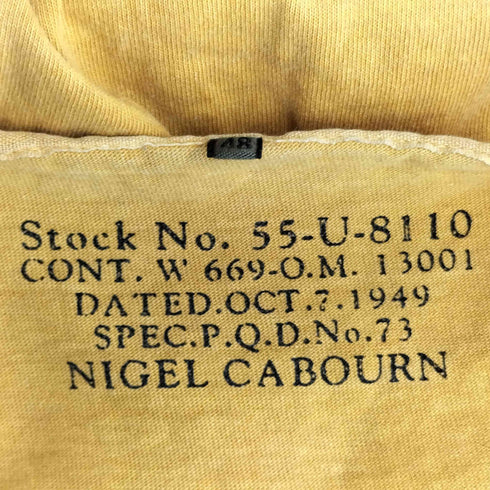 48
Stock No. 55-U-8110
CONT. W 669-O.M. 13001
DATED.OCT.7.1949
SPEC.P.Q.D.No.73
NIGEL CABOURN